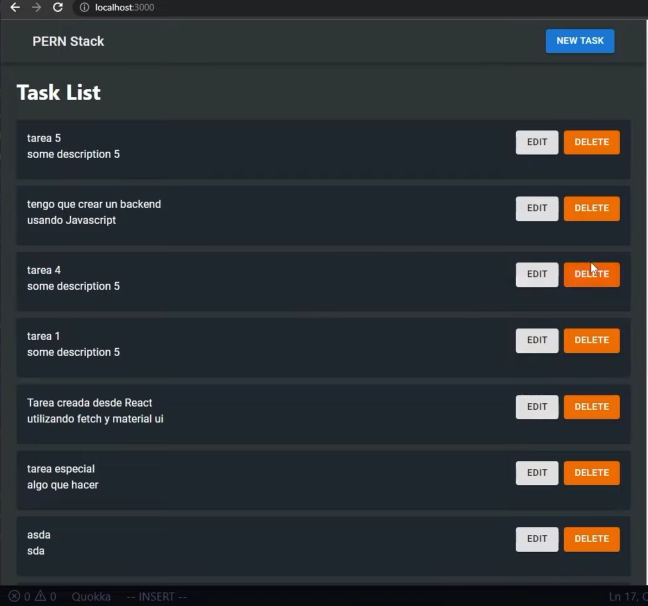 localhost:3000
PERN Stack
NEW TASK
Task List
tarea 5
some description 5
EDIT
DELETE
tengo que crear un backend
usando Javascript
EDIT
DELETE
tarea 4
some description 5
EDIT
DELETE
tarea 1
some description 5
EDIT
DELETE
Tarea creada desde React
utilizando fetch y material ui
EDIT
DELETE
tarea especial
algo que hacer
EDIT
DELETE
asda
sda
EDIT
DELETE
0 0 Quokka -- INSERT -- Ln 17,